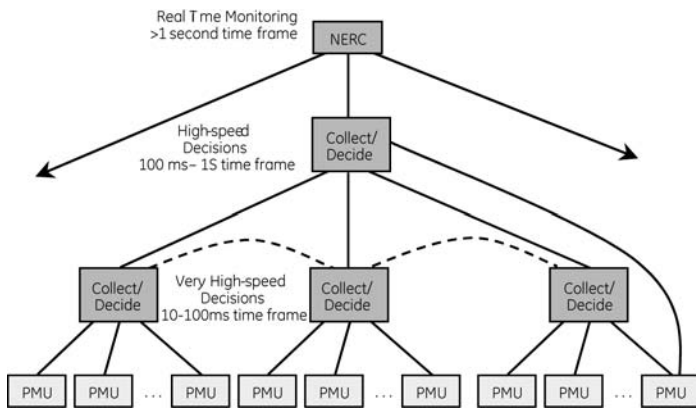 Real T me Monitoring
>1 second time frame
NERC
High-speed
Decisions
100 ms– 1S time frame
Collect/
Decide
Collect/
Decide
Very High-speed
Decisions
10-100ms time frame
Collect/
Decide
Collect/
Decide
PMU PMU ... PMU PMU PMU ... PMU PMU PMU ... PMU